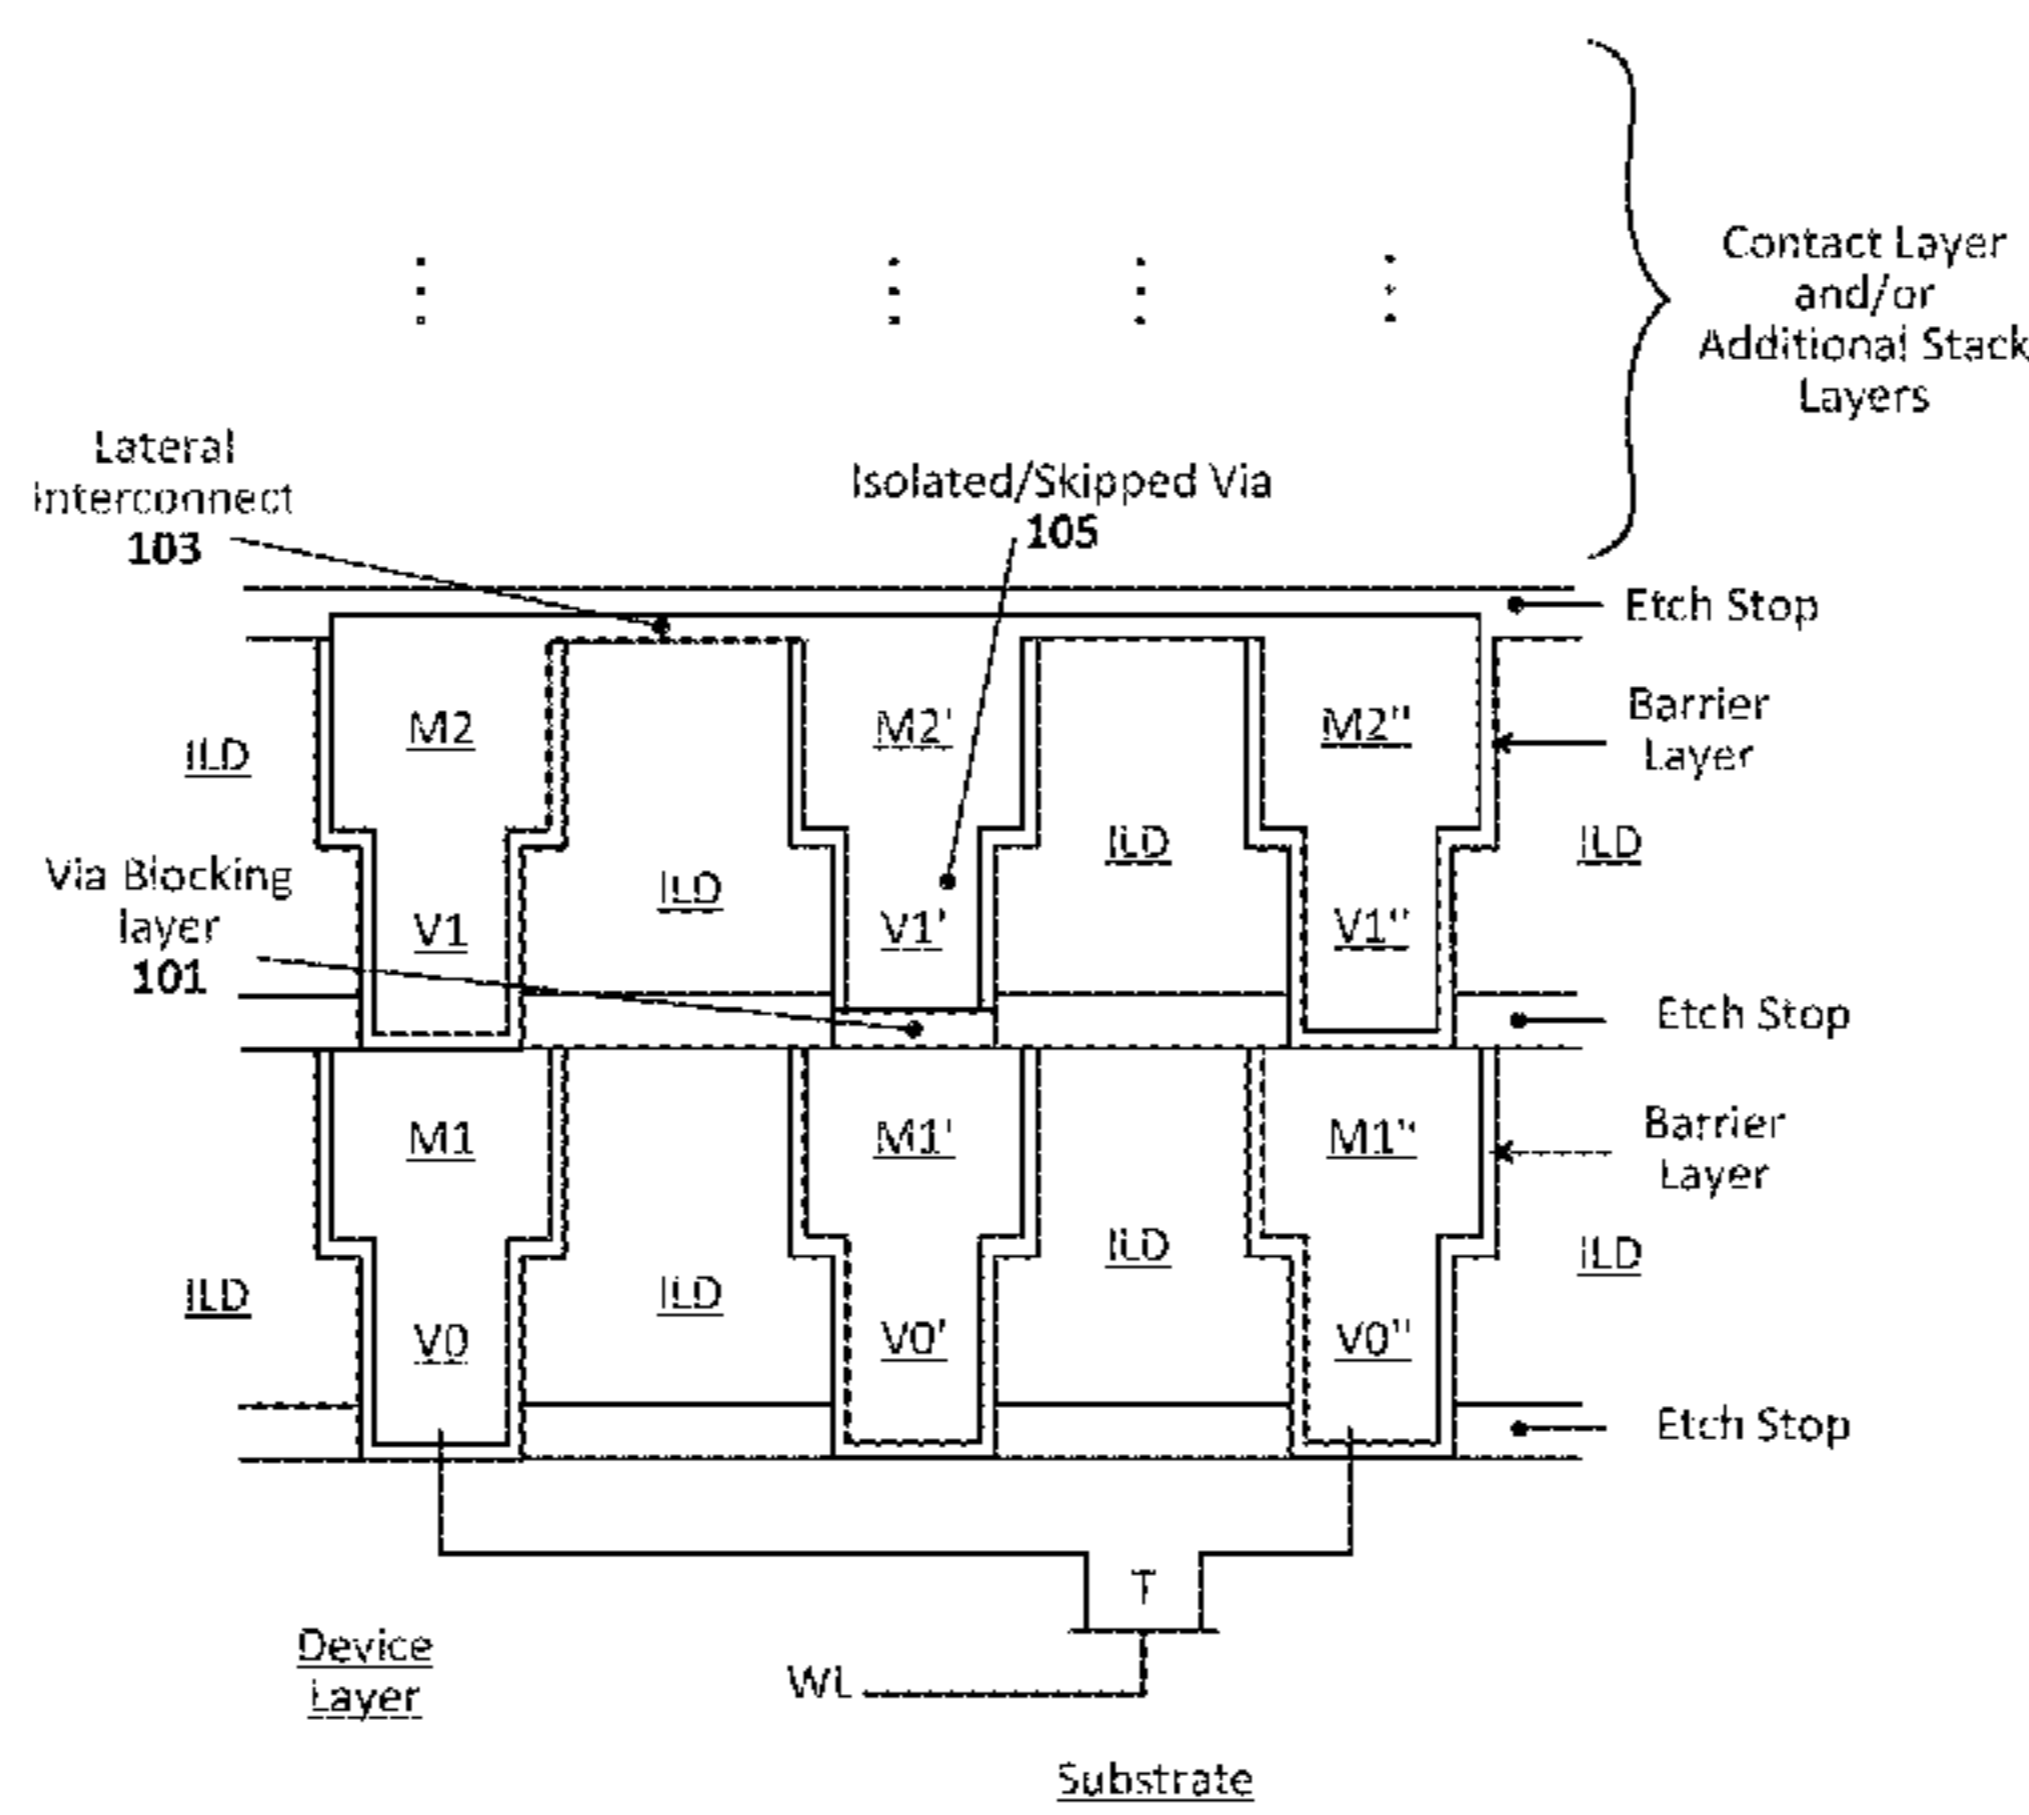 Contact Layer
and/or
Additional Stack
Layers
Lateral
Interconnect
103
Isolated/Skipped Via
105
Etch Stop
M2
M2'
M2"
Barrier
Layer
ILD
ILD
ILD
ILD
Via Blocking
layer
101
V1
V1'
V1"
Etch Stop
M1
M1'
M1"
Barrier
Layer
ILD
ILD
ILD
ILD
V0
V0'
V0"
Etch Stop
T
Device
Layer
WL
Substrate